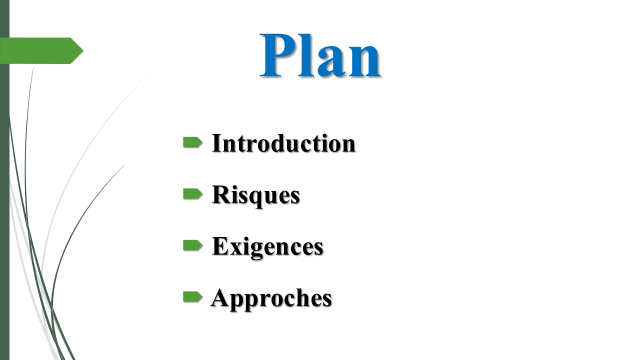 Plan
Introduction
Risques
Exigences
Approches